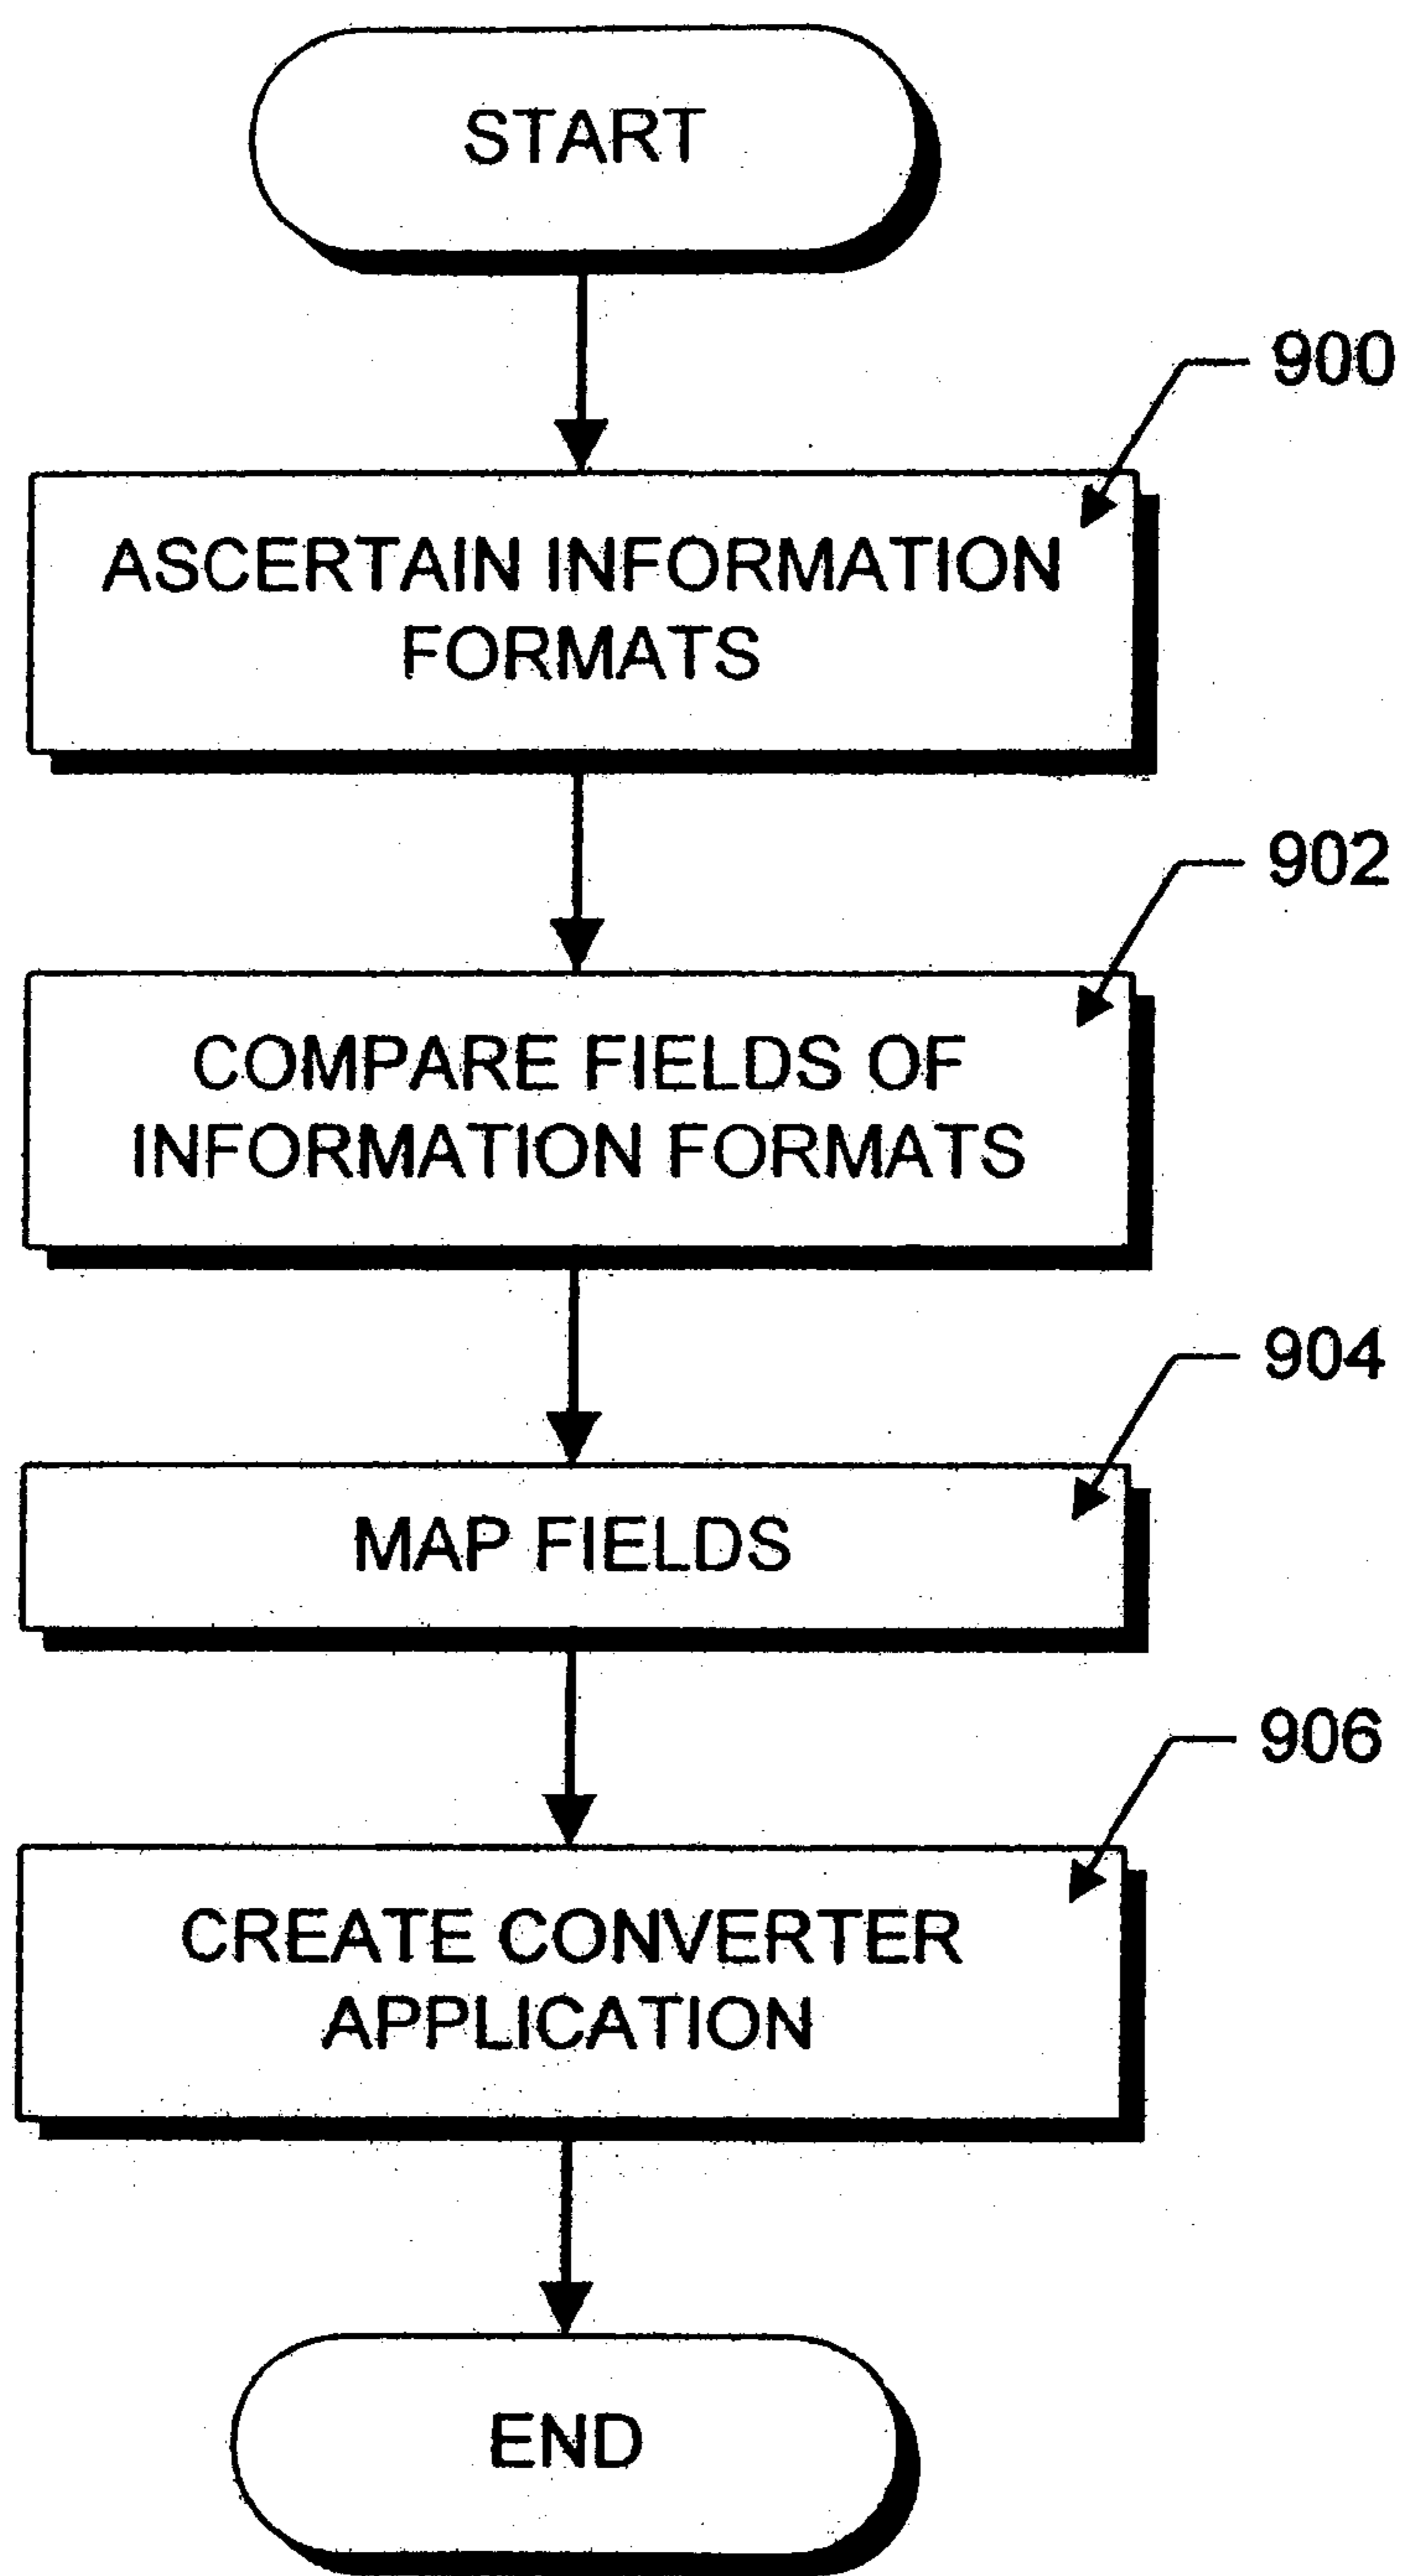 START
900
ASCERTAIN INFORMATION
FORMATS
902
COMPARE FIELDS OF
INFORMATION FORMATS
904
MAP FIELDS
906
CREATE CONVERTER
APPLICATION
END